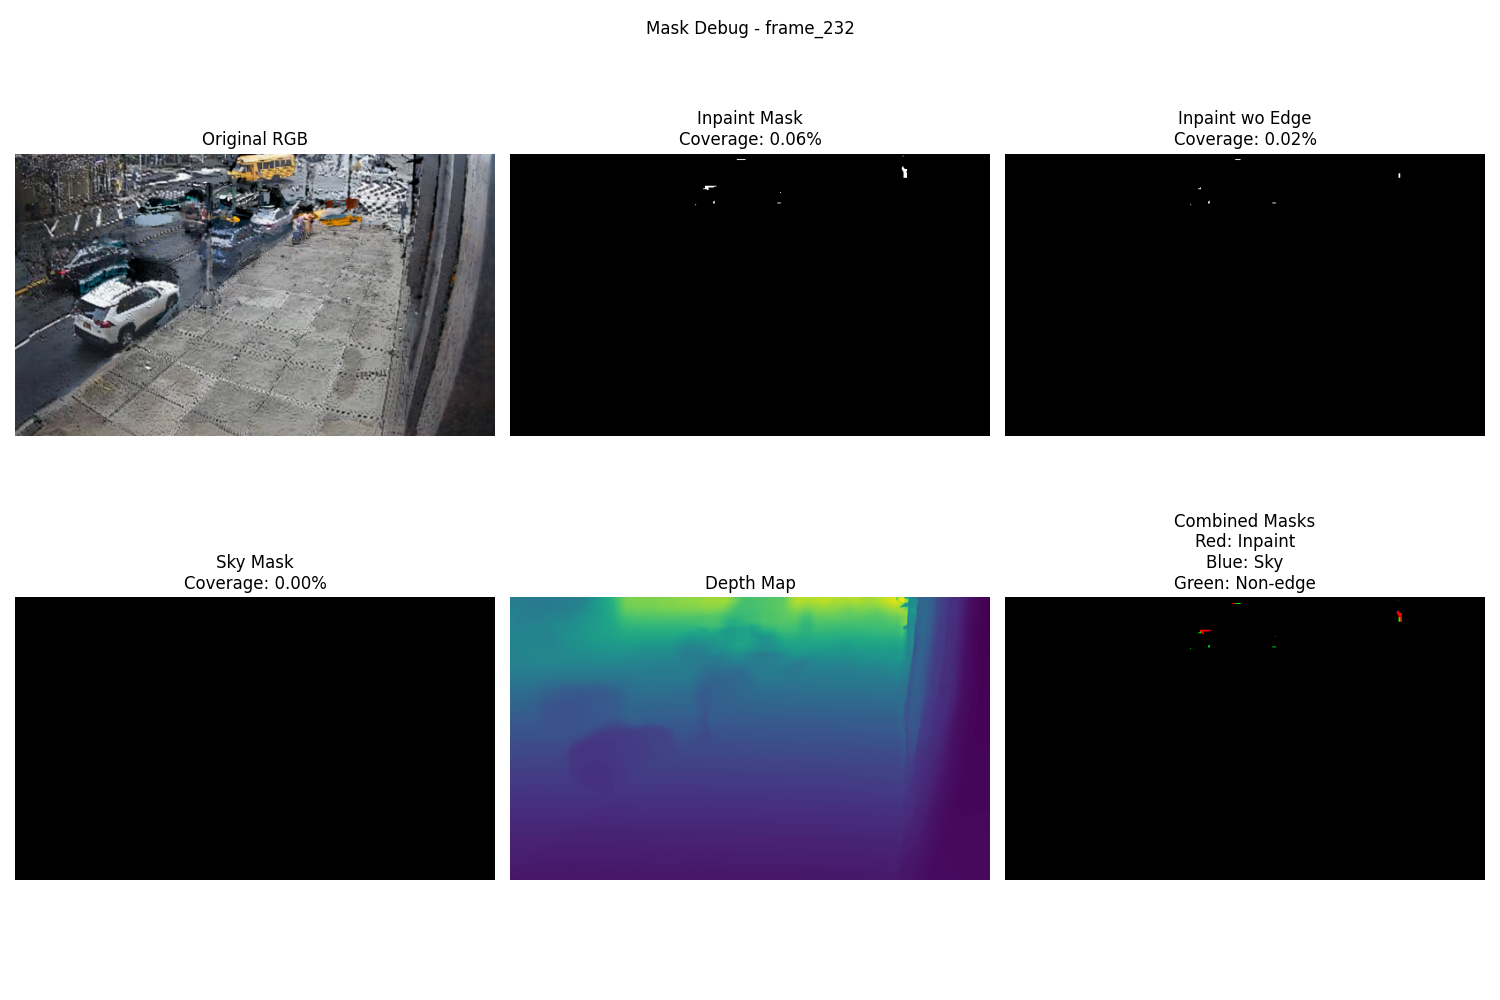 Mask Debug - frame_232
Original RGB
Inpaint Mask
Coverage: 0.06%
Inpaint wo Edge
Coverage: 0.02%
Sky Mask
Coverage: 0.00%
Depth Map
Combined Masks
Red: Inpaint
Blue: Sky
Green: Non-edge